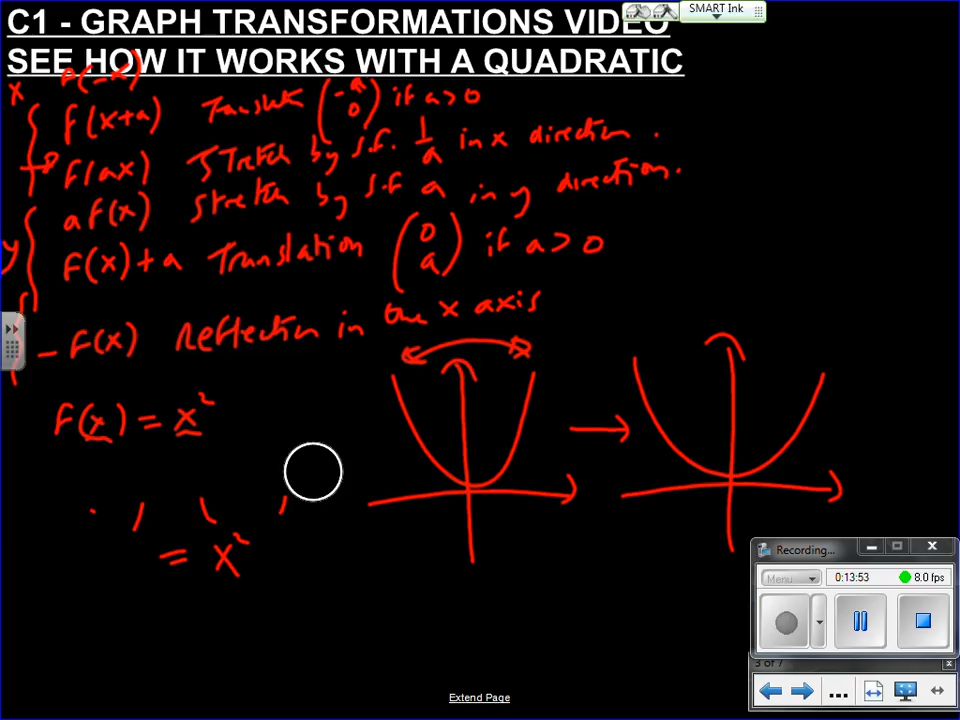 C1 - GRAPH TRANSFORMATIONS VIDEO
SMART Ink
SEE HOW IT WORKS WITH A QUADRATIC
x
F(-x)
f(x+a) Translate (-a 0) if a>0
f(ax) Stretch by s.f. 1/a in x direction.
af(x) stretch by s.f a in y direction.
y
F(x)+a Translation (0 a) if a>0
-F(x) Reflection in the x axis
F(x) = x²
= x²
Recording...
Menu
0:13:53
8.0 fps
3 of 7
Extend Page